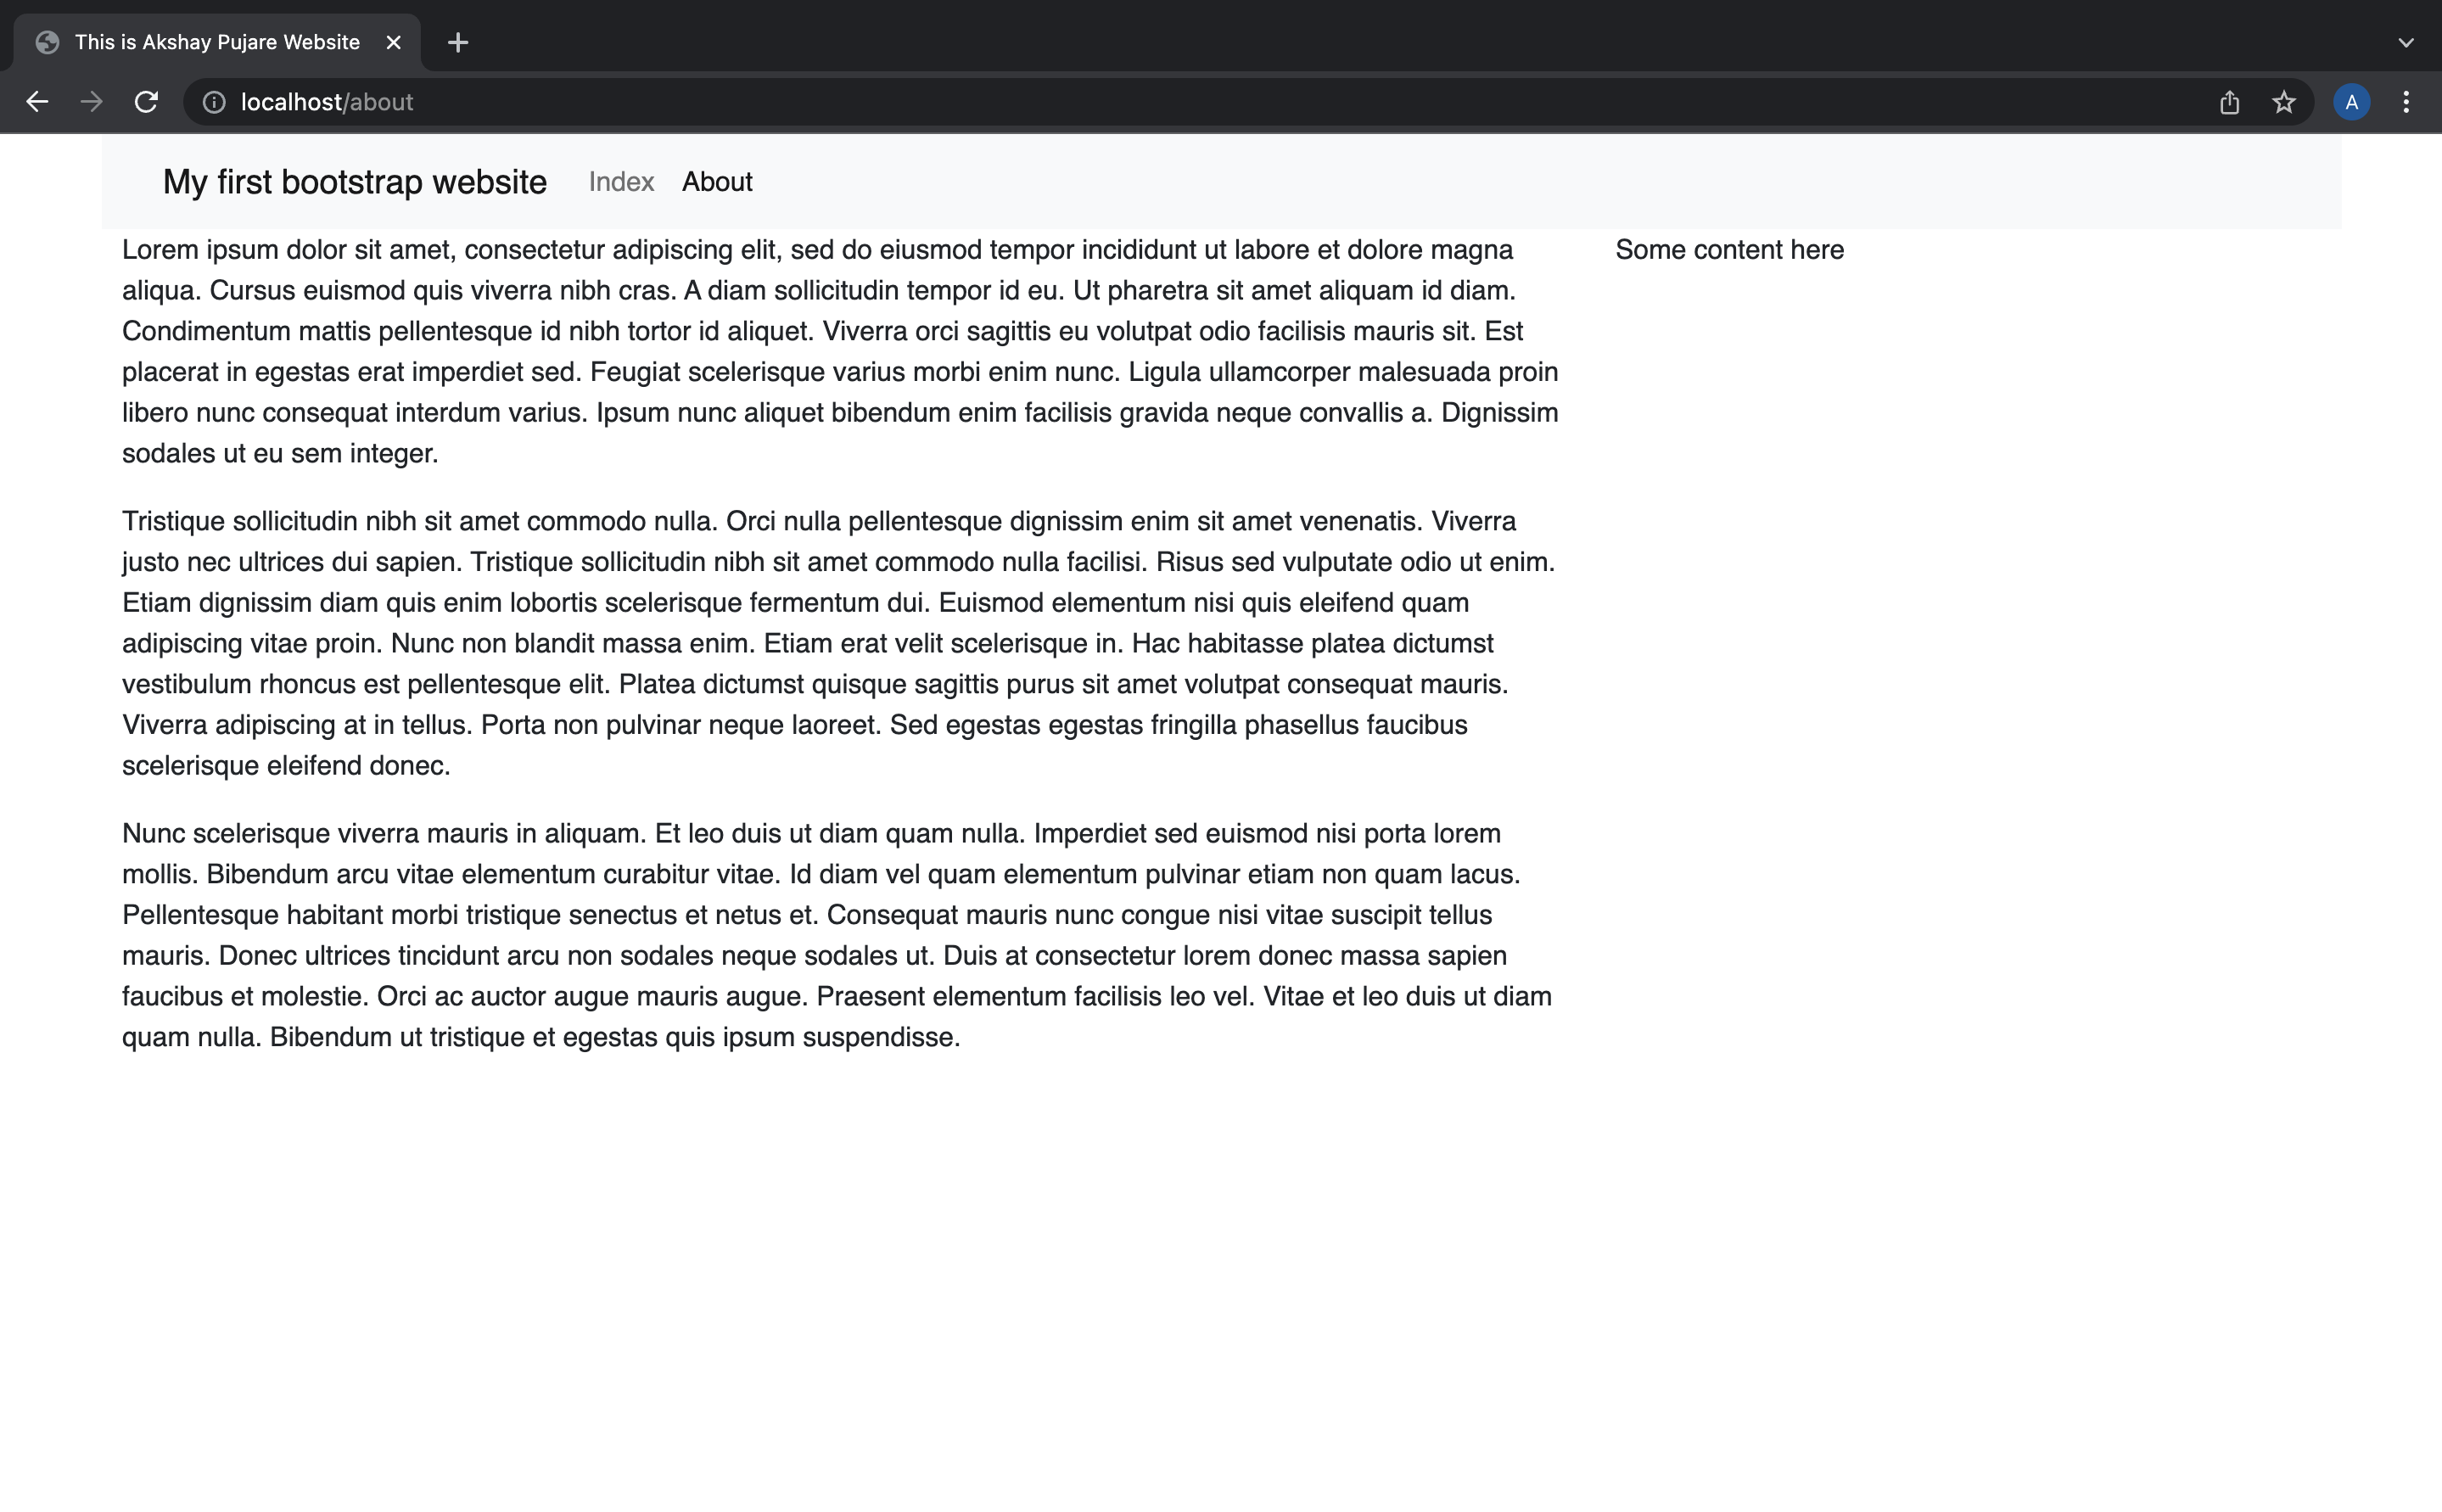 This is Akshay Pujare Website
localhost/about
A
My first bootstrap website Index About
Lorem ipsum dolor sit amet, consectetur adipiscing elit, sed do eiusmod tempor incididunt ut labore et dolore magna
aliqua. Cursus euismod quis viverra nibh cras. A diam sollicitudin tempor id eu. Ut pharetra sit amet aliquam id diam.
Condimentum mattis pellentesque id nibh tortor id aliquet. Viverra orci sagittis eu volutpat odio facilisis mauris sit. Est
placerat in egestas erat imperdiet sed. Feugiat scelerisque varius morbi enim nunc. Ligula ullamcorper malesuada proin
libero nunc consequat interdum varius. Ipsum nunc aliquet bibendum enim facilisis gravida neque convallis a. Dignissim
sodales ut eu sem integer.
Tristique sollicitudin nibh sit amet commodo nulla. Orci nulla pellentesque dignissim enim sit amet venenatis. Viverra
justo nec ultrices dui sapien. Tristique sollicitudin nibh sit amet commodo nulla facilisi. Risus sed vulputate odio ut enim.
Etiam dignissim diam quis enim lobortis scelerisque fermentum dui. Euismod elementum nisi quis eleifend quam
adipiscing vitae proin. Nunc non blandit massa enim. Etiam erat velit scelerisque in. Hac habitasse platea dictumst
vestibulum rhoncus est pellentesque elit. Platea dictumst quisque sagittis purus sit amet volutpat consequat mauris.
Viverra adipiscing at in tellus. Porta non pulvinar neque laoreet. Sed egestas egestas fringilla phasellus faucibus
scelerisque eleifend donec.
Nunc scelerisque viverra mauris in aliquam. Et leo duis ut diam quam nulla. Imperdiet sed euismod nisi porta lorem
mollis. Bibendum arcu vitae elementum curabitur vitae. Id diam vel quam elementum pulvinar etiam non quam lacus.
Pellentesque habitant morbi tristique senectus et netus et. Consequat mauris nunc congue nisi vitae suscipit tellus
mauris. Donec ultrices tincidunt arcu non sodales neque sodales ut. Duis at consectetur lorem donec massa sapien
faucibus et molestie. Orci ac auctor augue mauris augue. Praesent elementum facilisis leo vel. Vitae et leo duis ut diam
quam nulla. Bibendum ut tristique et egestas quis ipsum suspendisse.
Some content here